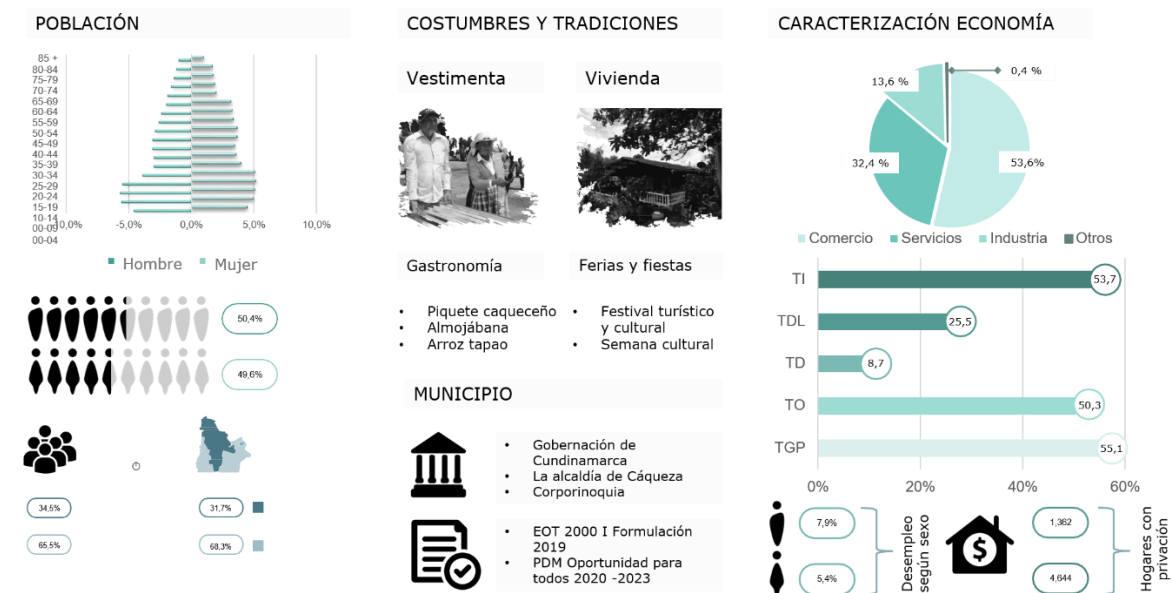 POBLACIÓN
85 +
80-84
75-79
70-74
65-69
60-64
55-59
50-54
45-49
40-44
35-39
30-34
25-29
20-24
15-19
10-14
00-09
00-04
10,0%
-5,0%
0,0%
5,0%
10,0%
Hombre
Mujer
50,4%
49,6%
34,5%
31,7%
65,5%
68,3%
COSTUMBRES Y TRADICIONES
Vestimenta
Vivienda
Gastronomía
• Piquete caqueceño
• Almojábana
• Arroz tapao
Ferias y fiestas
• Festival turístico
y cultural
• Semana cultural
MUNICIPIO
• Gobernación de
Cundinamarca
• La alcaldía de Cáqueza
• Corporinoquia
• EOT 2000 I Formulación
2019
• PDM Oportunidad para
todos 2020 -2023
CARACTERIZACIÓN ECONOMÍA
13,6 %
0,4 %
32,4 %
53,6%
Comercio
Servicios
Industria
Otros
TI
53,7
TDL
25,5
TD
8,7
TO
50,3
TGP
55,1
0%
20%
40%
60%
7,9%
5,4%
Desempleo
según sexo
1,362
4,644
Hogares con
privación